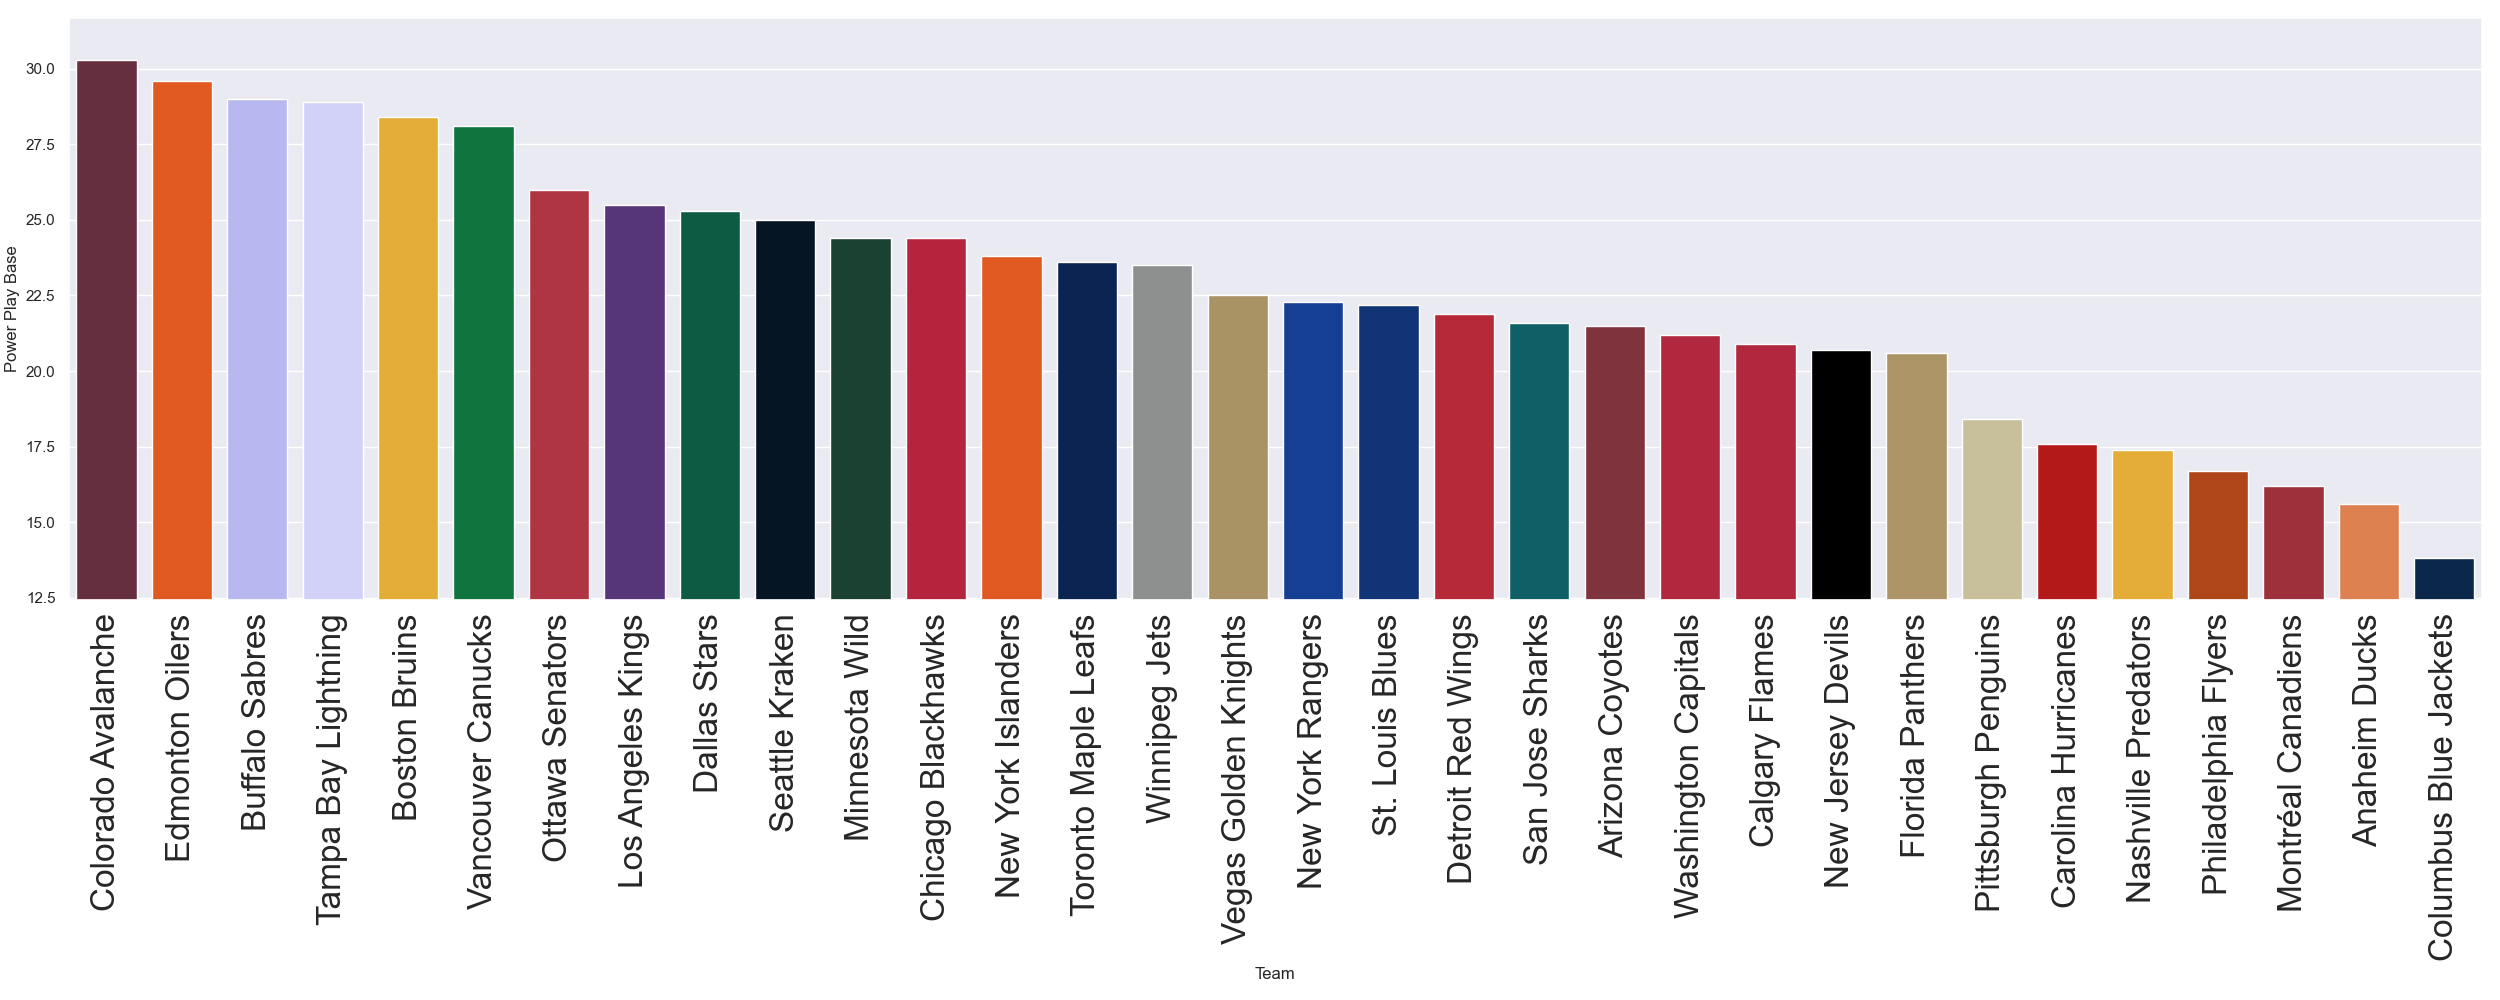 30.0
27.5
25.0
22.5
20.0
17.5
15.0
12.5
Power Play Base
Colorado Avalanche
Edmonton Oilers
Buffalo Sabres
Tampa Bay Lightning
Boston Bruins
Vancouver Canucks
Ottawa Senators
Los Angeles Kings
Dallas Stars
Seattle Kraken
Minnesota Wild
Chicago Blackhawks
New York Islanders
Toronto Maple Leafs
Winnipeg Jets
Vegas Golden Knights
New York Rangers
St. Louis Blues
Detroit Red Wings
San Jose Sharks
Arizona Coyotes
Washington Capitals
Calgary Flames
New Jersey Devils
Florida Panthers
Pittsburgh Penguins
Carolina Hurricanes
Nashville Predators
Philadelphia Flyers
Montréal Canadiens
Anaheim Ducks
Columbus Blue Jackets
Team